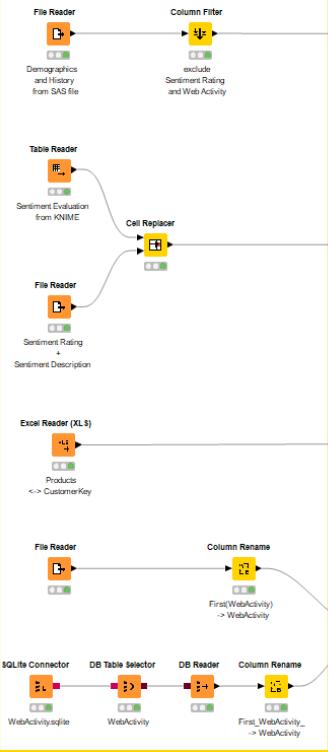 File Reader
Column Filter
Demographics
and History
from SAS file
exclude
Sentiment Rating
and Web Activity
Table Reader
Sentiment Evaluation
from KNIME
Cell Replacer
File Reader
Sentiment Rating
+
Sentiment Description
Excel Reader (XLS)
XLS
Products
<-> CustomerKey
File Reader
Column Rename
First(WebActivity)
-> WebActivity
SQLite Connector
DB Table Selector
DB Reader
Column Rename
WebActivity.sqlite
WebActivity
First_WebActivity_
-> WebActivity